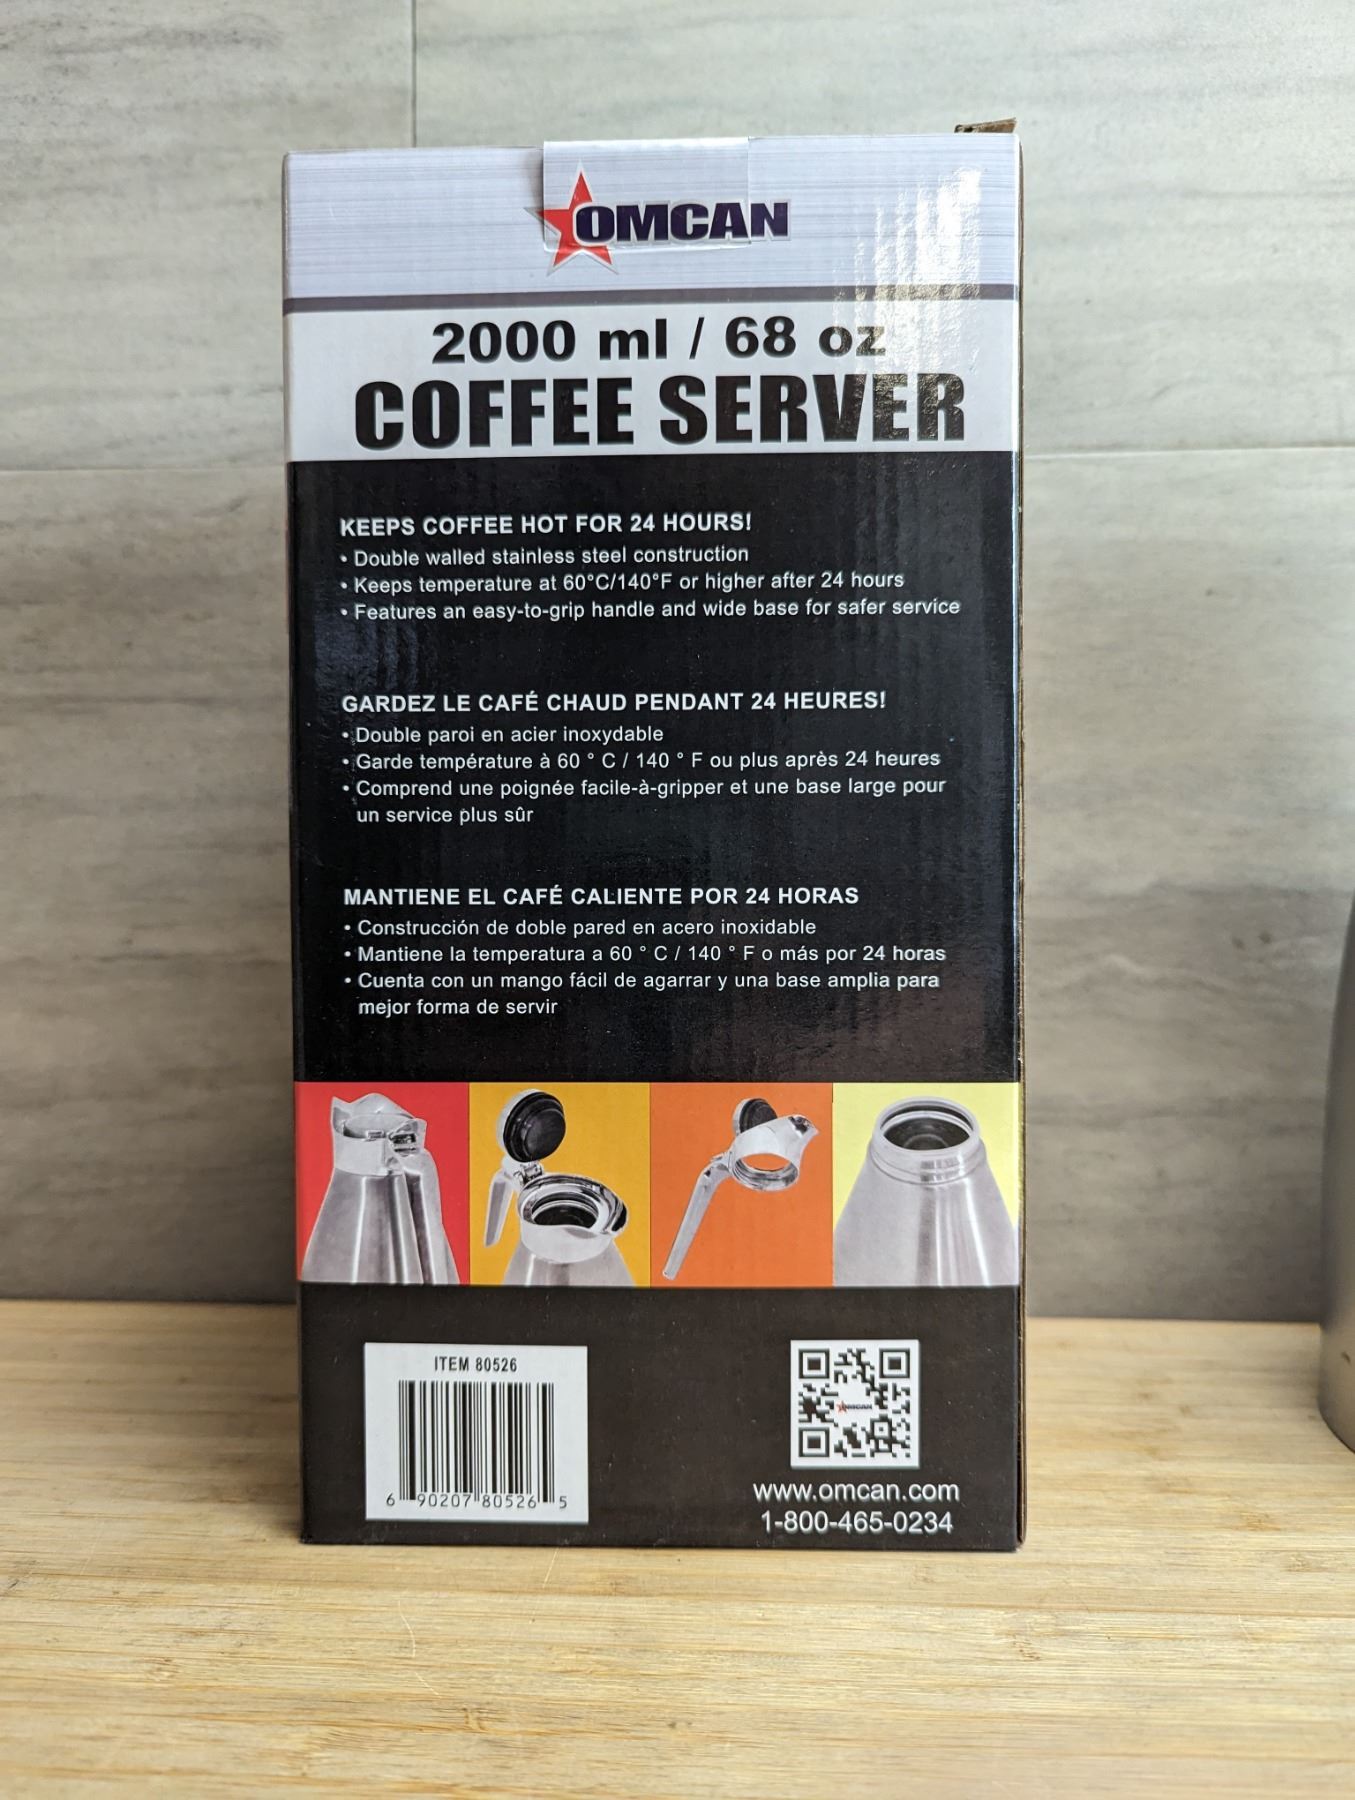 OMCAN
2000 ml / 68 oz
COFFEE SERVER
KEEPS COFFEE HOT FOR 24 HOURS!
• Double walled stainless steel construction
• Keeps temperature at 60°C/140°F or higher after 24 hours
• Features an easy-to-grip handle and wide base for safer service
GARDEZ LE CAFÉ CHAUD PENDANT 24 HEURES!
• Double paroi en acier inoxydable
• Garde température à 60 ° C / 140 ° F ou plus après 24 heures
• Comprend une poignée facile-à-gripper et une base large pour
un service plus sûr
MANTIENE EL CAFÉ CALIENTE POR 24 HORAS
• Construcción de doble pared en acero inoxidable
• Mantiene la temperatura a 60 ° C / 140 ° F o más por 24 horas
• Cuenta con un mango fácil de agarrar y una base amplia para
mejor forma de servir
ITEM 80526
6 90207 80526 5
OMCAN
www.omcan.com
1-800-465-0234